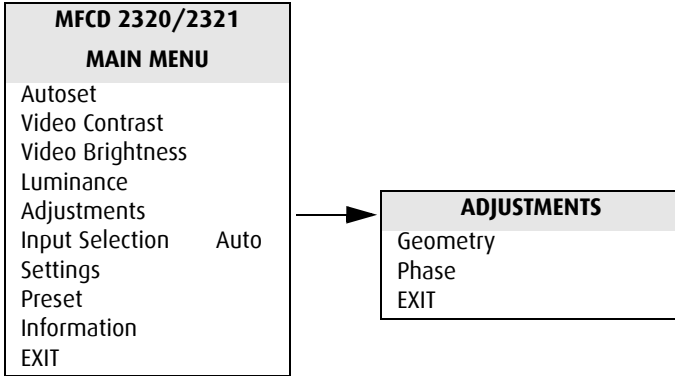 MFCD 2320/2321
MAIN MENU
Autoset
Video Contrast
Video Brightness
Luminance
Adjustments
Input Selection Auto
Settings
Preset
Information
EXIT
ADJUSTMENTS
Geometry
Phase
EXIT